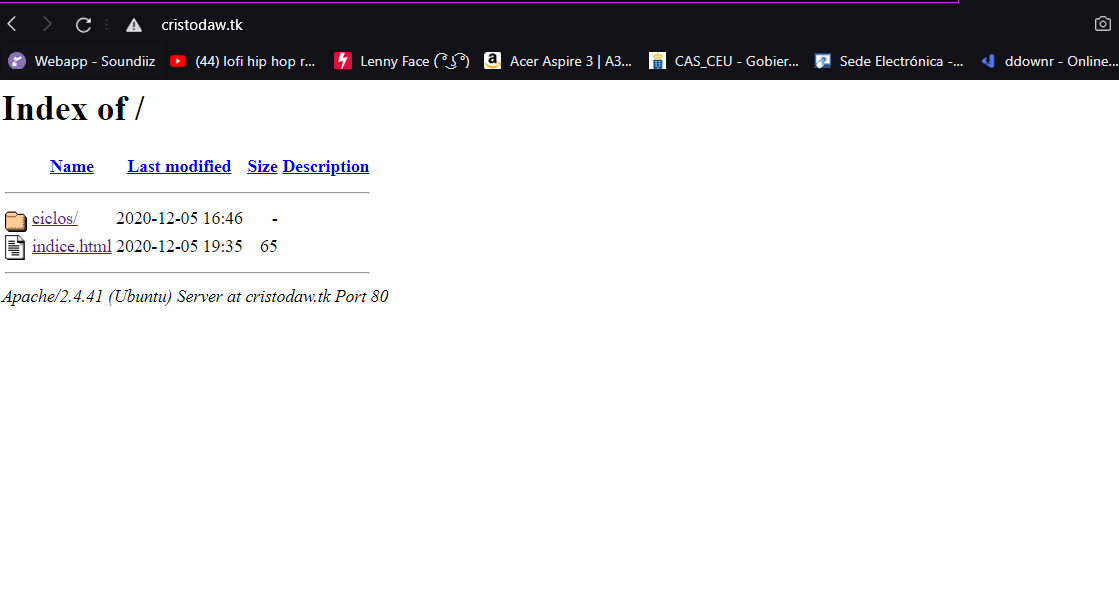 cristodaw.tk
Webapp - Soundiiz (44) lofi hip hop r... Lenny Face ( ͡° ͜ʖ ͡°) Acer Aspire 3 | A3... CAS_CEU - Gobier... Sede Electrónica -... ddownr - Online...
Index of /
Name Last modified Size Description
ciclos/ 2020-12-05 16:46 -
indice.html 2020-12-05 19:35 65
Apache/2.4.41 (Ubuntu) Server at cristodaw.tk Port 80